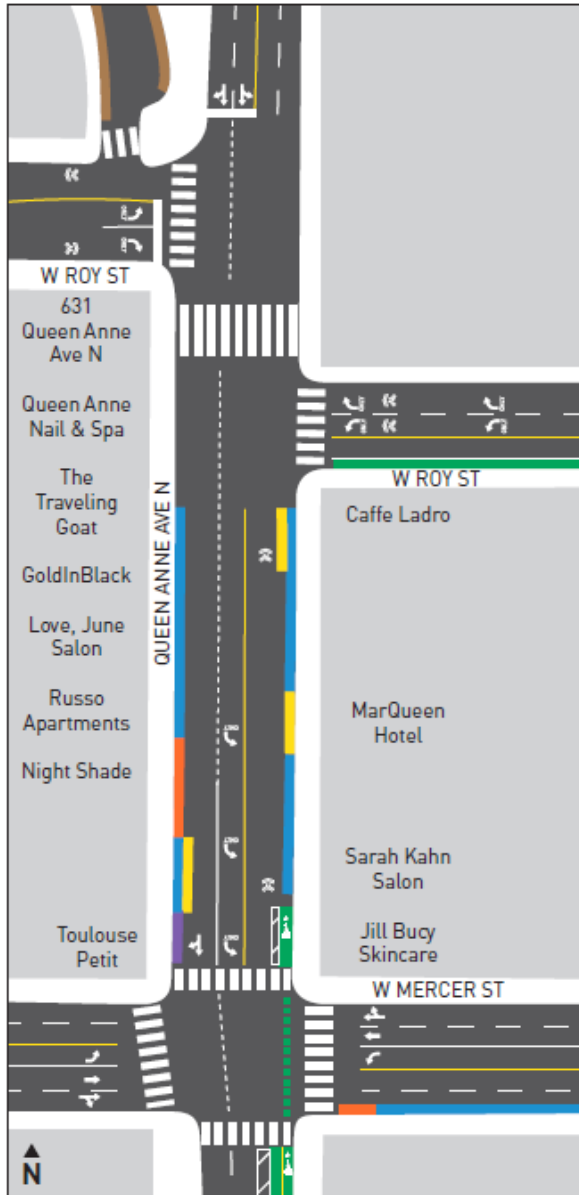 W ROY ST
631
Queen Anne
Ave N
Queen Anne
Nail & Spa
The
Traveling
Goat
GoldInBlack
Love, June
Salon
Russo
Apartments
Night Shade
Toulouse
Petit
QUEEN ANNE AVE N
W ROY ST
Caffe Ladro
MarQueen
Hotel
Sarah Kahn
Salon
Jill Bucy
Skincare
W MERCER ST
N